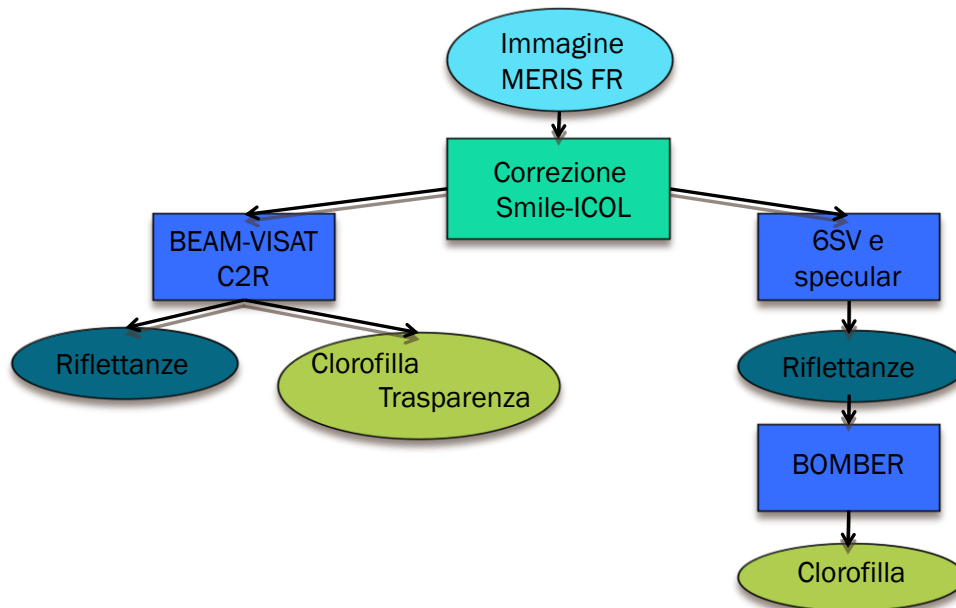 Immagine
MERIS FR
Correzione
Smile-ICOL
BEAM-VISAT
C2R
6SV e
specular
Riflettanze
Clorofilla
Trasparenza
Riflettanze
BOMBER
Clorofilla